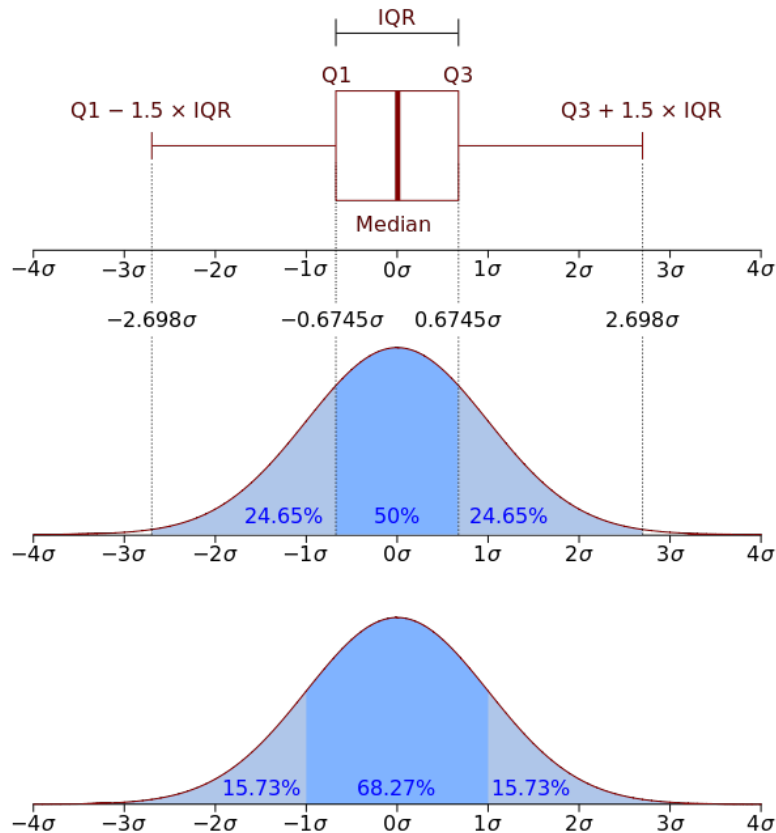 IQR
Q1 Q3
Q1 − 1.5 × IQR Q3 + 1.5 × IQR
Median
−4σ −3σ −2σ −1σ 0σ 1σ 2σ 3σ 4σ
−2.698σ −0.6745σ 0.6745σ 2.698σ
24.65% 50% 24.65%
−4σ −3σ −2σ −1σ 0σ 1σ 2σ 3σ 4σ
15.73% 68.27% 15.73%
−4σ −3σ −2σ −1σ 0σ 1σ 2σ 3σ 4σ